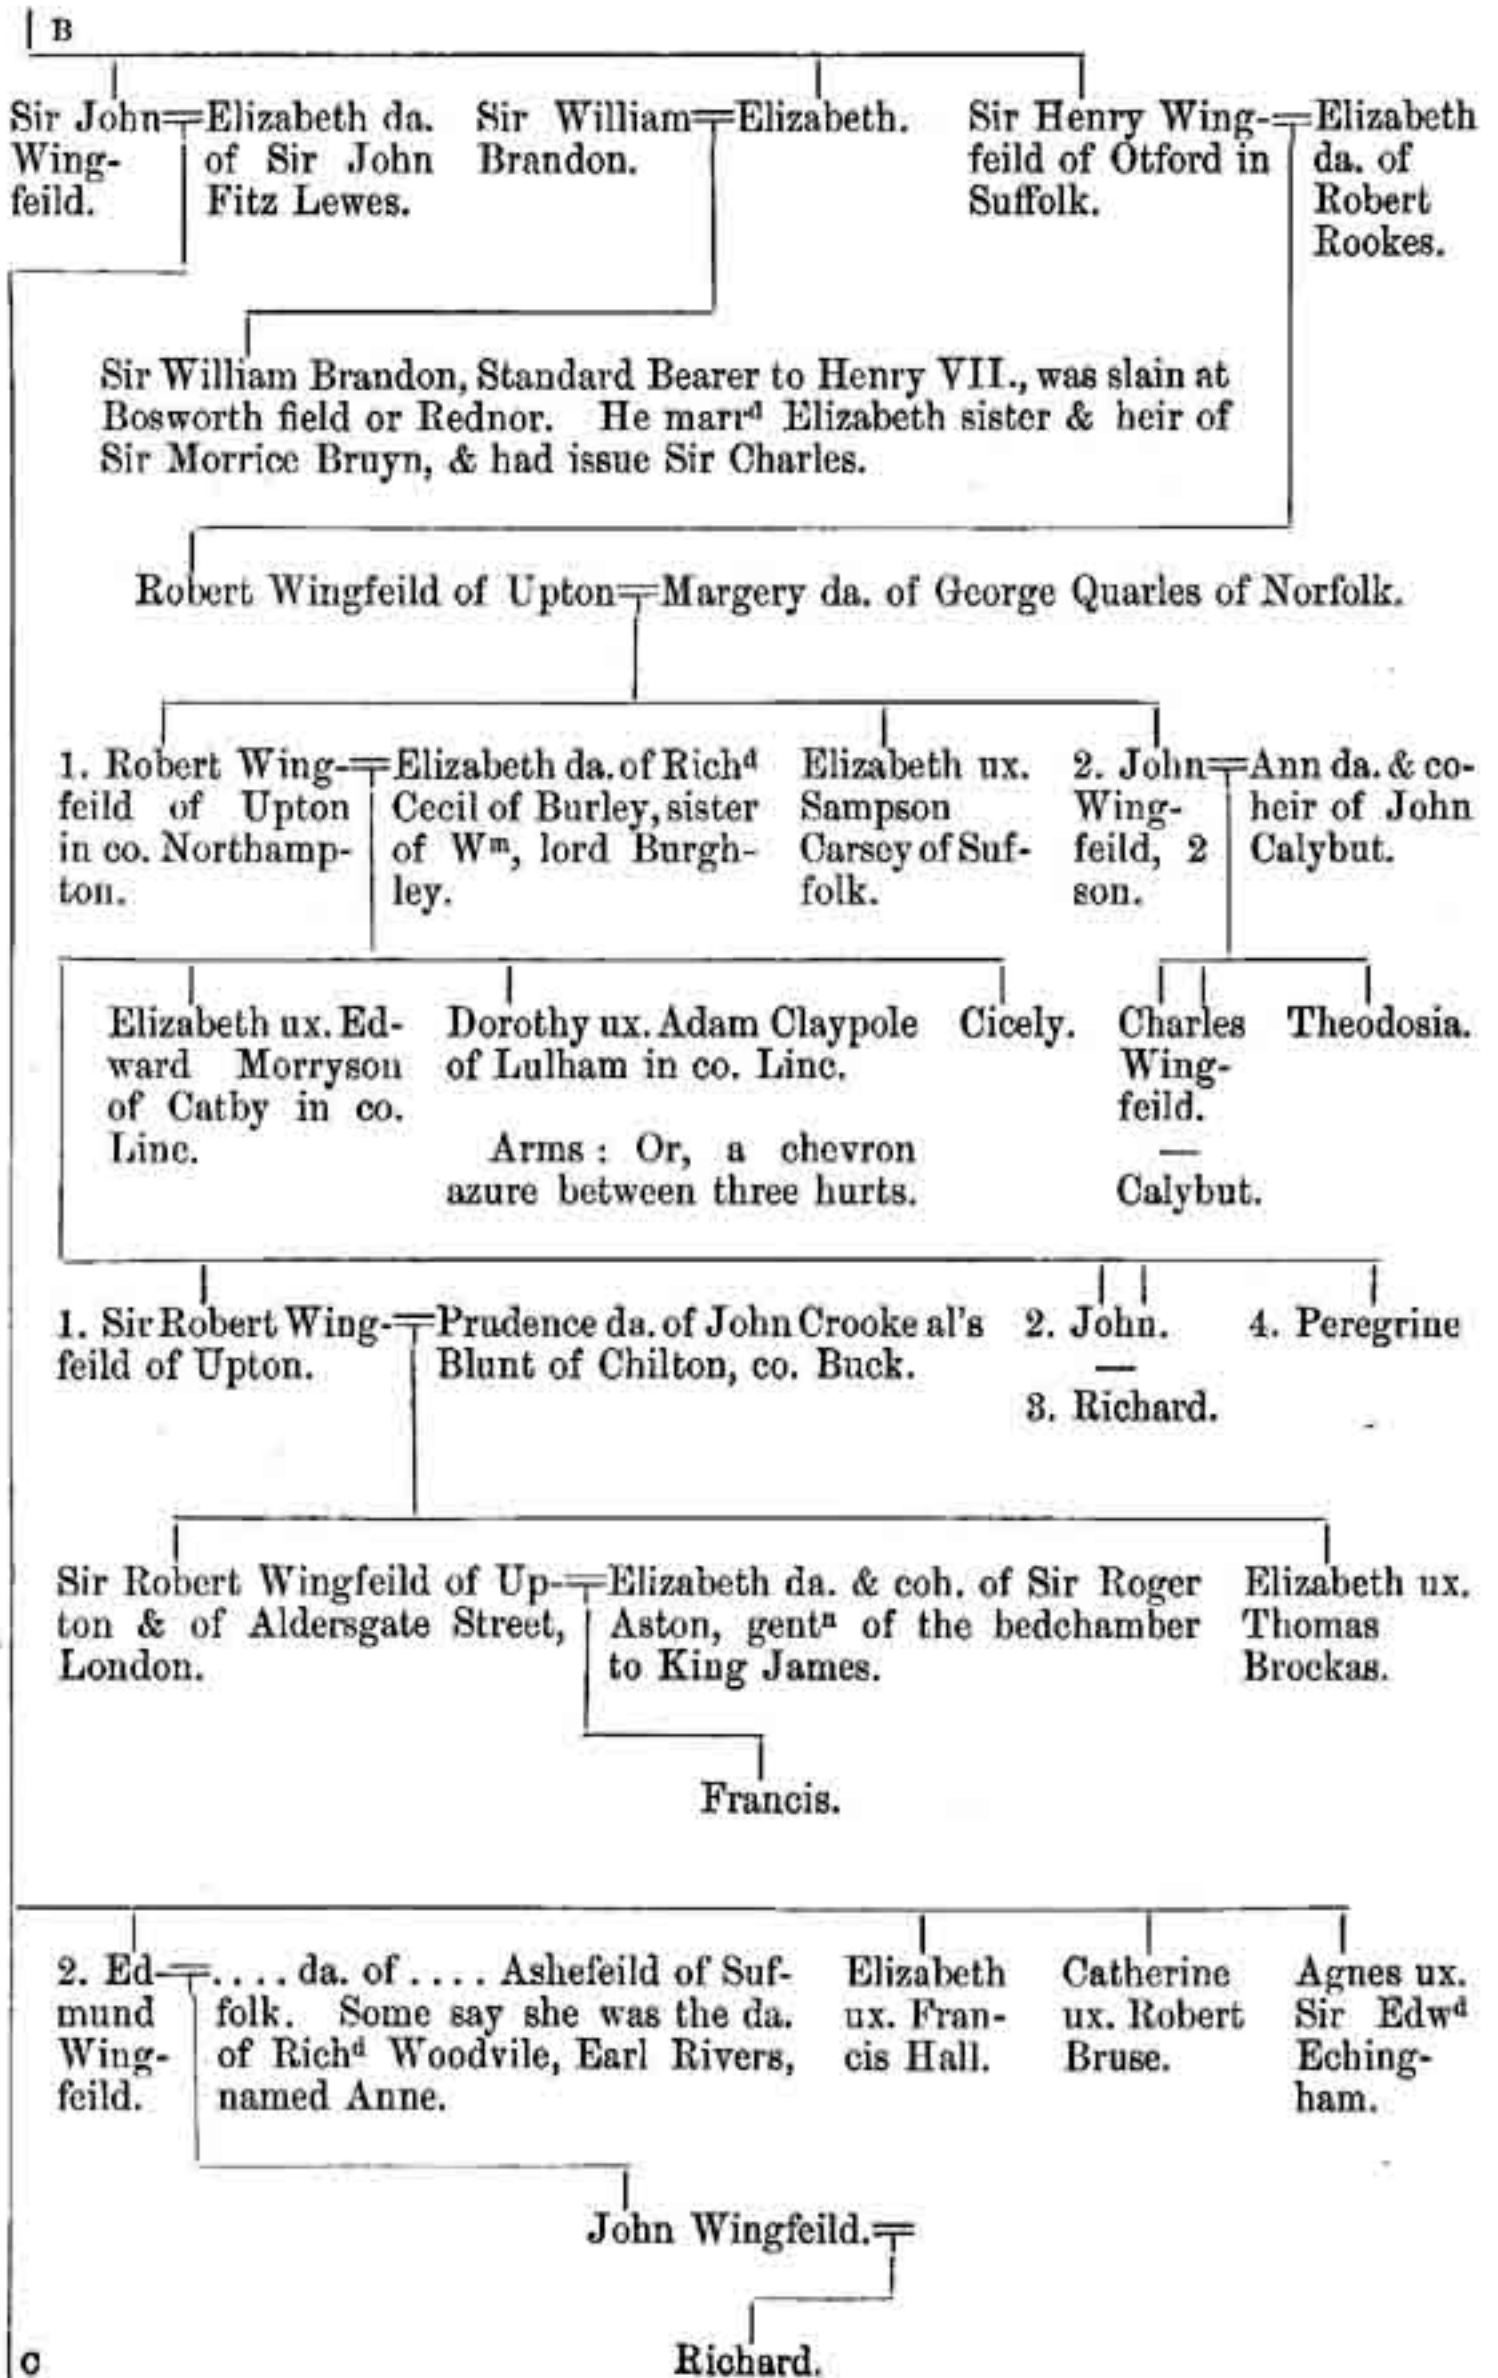 B
Sir John Elizabeth da. Sir William Elizabeth. Sir Henry Wing- Elizabeth
Wing- of Sir John Brandon. feild of Otford in da. of
feild. Fitz Lewes. Suffolk. Robert
Rookes.
Sir William Brandon, Standard Bearer to Henry VII., was slain at
Bosworth field or Rednor. He marrᵈ Elizabeth sister & heir of
Sir Morrice Bruyn, & had issue Sir Charles.
Robert Wingfeild of Upton Margery da. of George Quarles of Norfolk.
1. Robert Wing- Elizabeth da. of Richᵈ Elizabeth ux. 2. John Ann da. & co-
feild of Upton Cecil of Burley, sister Sampson Wing- heir of John
in co. Northamp- of Wᵐ, lord Burgh- Carsey of Suf- feild, 2 Calybut.
ton. ley. folk. son.
Elizabeth ux. Ed- Dorothy ux. Adam Claypole Cicely. Charles Theodosia.
ward Morryson of Lulham in co. Linc. Wing-
of Catby in co. feild.
Linc. Arms : Or, a chevron —
azure between three hurts. Calybut.
1. Sir Robert Wing- Prudence da. of John Crooke al's 2. John. 4. Peregrine
feild of Upton. Blunt of Chilton, co. Buck. —
3. Richard.
Sir Robert Wingfeild of Up- Elizabeth da. & coh. of Sir Roger Elizabeth ux.
ton & of Aldersgate Street, Aston, gentⁿ of the bedchamber Thomas
London. to King James. Brockas.
Francis.
2. Ed- .... da. of .... Ashefeild of Suf- Elizabeth Catherine Agnes ux.
mund folk. Some say she was the da. ux. Fran- ux. Robert Sir Edwᵈ
Wing- of Richᵈ Woodvile, Earl Rivers, cis Hall. Bruse. Eching-
feild. named Anne. ham.
John Wingfeild.
Richard.
C